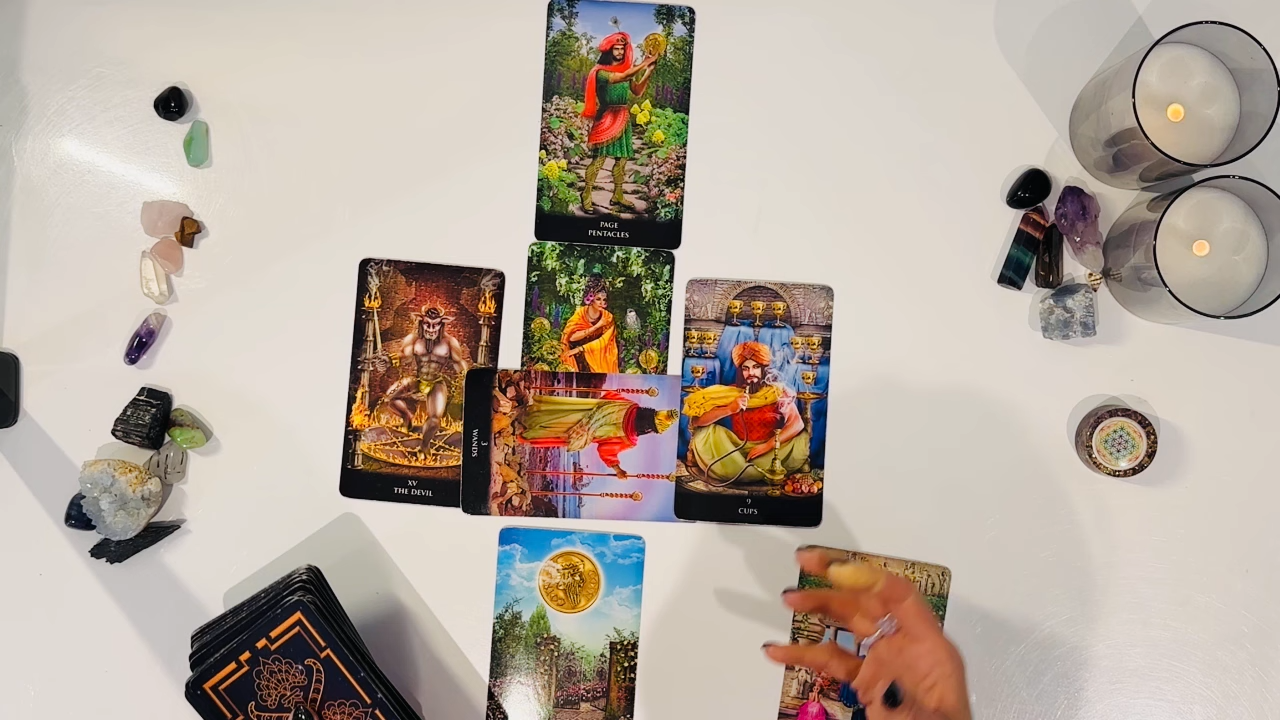 PAGE
PENTACLES
XV
THE DEVIL
3
WANDS
9
CUPS